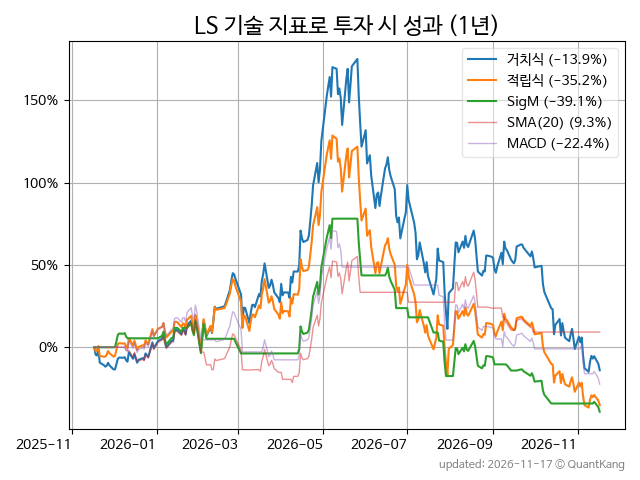 LS 기술 지표로 투자 시 성과 (1년)
거치식 (−13.9%)
적립식 (−35.2%)
SigM (−39.1%)
SMA(20) (9.3%)
MACD (−22.4%)
150%
100%
50%
0%
2025-11 2026-01 2026-03 2026-05 2026-07 2026-09 2026-11
updated: 2026-11-17 © QuantKang